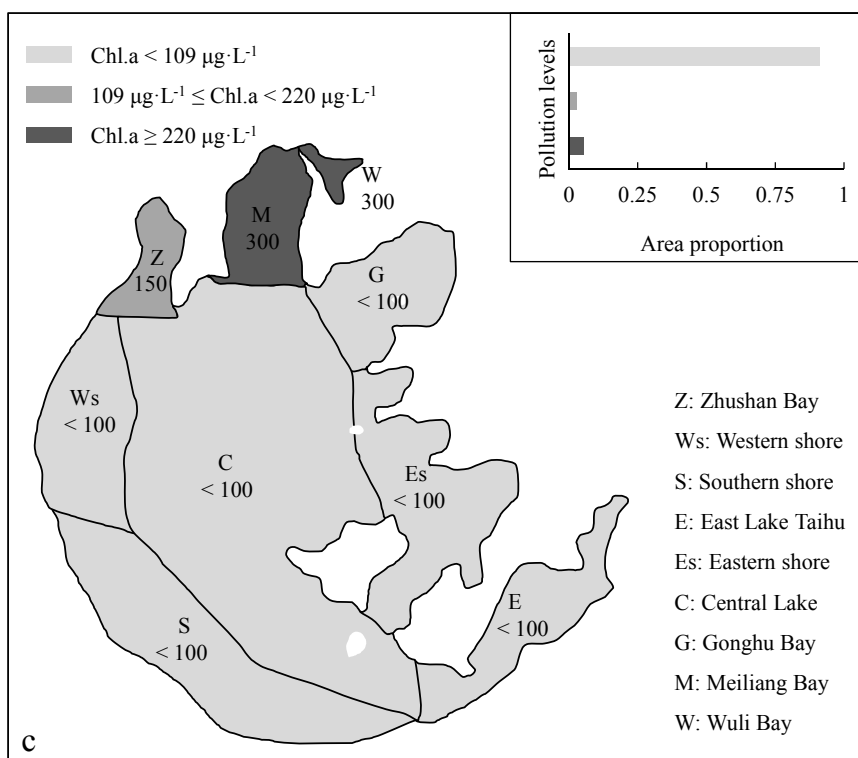 Chl.a < 109 μg·L-1
109 μg·L-1 ≤ Chl.a < 220 μg·L-1
Chl.a ≥ 220 μg·L-1
Pollution levels
0 0.25 0.5 0.75 1
Area proportion
W
300
M
300
Z
150
G
< 100
Ws
< 100
C
< 100
Es
< 100
E
< 100
S
< 100
Z: Zhushan Bay
Ws: Western shore
S: Southern shore
E: East Lake Taihu
Es: Eastern shore
C: Central Lake
G: Gonghu Bay
M: Meiliang Bay
W: Wuli Bay
c